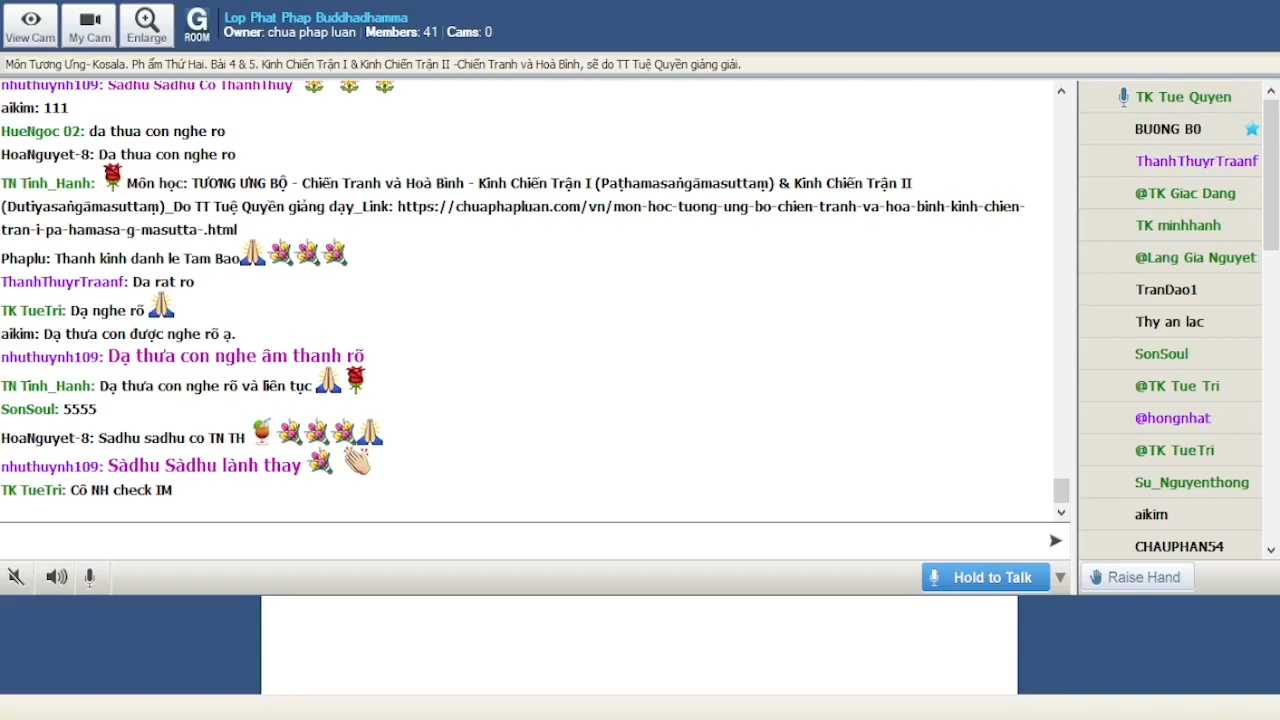 View Cam
My Cam
Enlarge
G
ROOM
Lop Phat Phap Buddhadhamma
Owner: chua phap luan | Members: 41 | Cams: 0
Môn Tương Ưng- Kosala. Ph ẩm Thứ Hai. Bài 4 & 5. Kinh Chiến Trận I & Kinh Chiến Trận II -Chiến Tranh và Hoà Bình, sẽ do TT Tuệ Quyền giảng giải.
nhuthuynh109: Sadhu Sadhu Co ThanhThuy
aikim: 111
HueNgoc 02: da thua con nghe ro
HoaNguyet-8: Da thua con nghe ro
TN Tinh_Hanh: Môn học: TƯƠNG ƯNG BỘ - Chiến Tranh và Hoà Bình - Kinh Chiến Trận I (Paṭhamasaṅgāmasuttaṃ) & Kinh Chiến Trận II
(Dutiyasaṅgāmasuttaṃ)_Do TT Tuệ Quyền giảng dạy_Link: https://chuaphapluan.com/vn/mon-hoc-tuong-ung-bo-chien-tranh-va-hoa-binh-kinh-chien-
tran-i-pa-hamasa-g-masutta-.html
Phaplu: Thanh kinh danh le Tam Bao
ThanhThuyrTraanf: Da rat ro
TK TueTri: Dạ nghe rõ
aikim: Dạ thưa con được nghe rõ ạ.
nhuthuynh109: Dạ thưa con nghe âm thanh rõ
TN Tinh_Hanh: Dạ thưa con nghe rõ và liên tục
SonSoul: 5555
HoaNguyet-8: Sadhu sadhu co TN TH
nhuthuynh109: Sàdhu Sàdhu lành thay
TK TueTri: Cô NH check IM
Hold to Talk
TK Tue Quyen
BU0NG B0
ThanhThuyrTraanf
@TK Giac Dang
TK minhhanh
@Lang Gia Nguyet
TranDao1
Thy an lac
SonSoul
@TK Tue Tri
@hongnhat
@TK TueTri
Su_Nguyenthong
aikim
CHAUPHAN54
Raise Hand